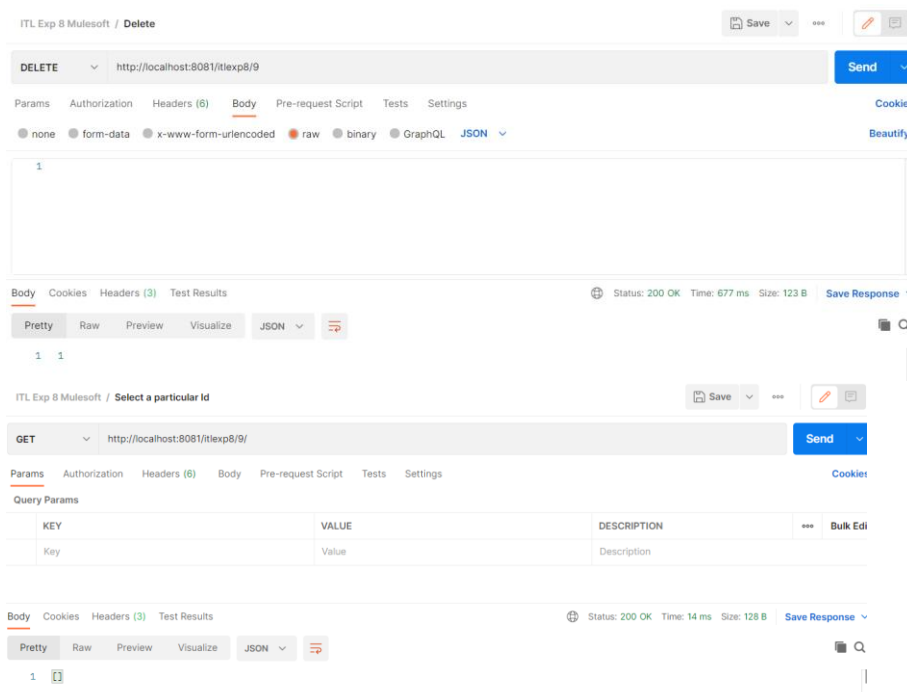 ITL Exp 8 Mulesoft / Delete Save ooo
DELETE http://localhost:8081/itlexp8/9 Send
Params Authorization Headers (6) Body Pre-request Script Tests Settings Cookie
none form-data x-www-form-urlencoded raw binary GraphQL JSON Beautify
1
Body Cookies Headers (3) Test Results Status: 200 OK Time: 677 ms Size: 123 B Save Response
Pretty Raw Preview Visualize JSON
1 1
ITL Exp 8 Mulesoft / Select a particular Id Save ooo
GET http://localhost:8081/itlexp8/9/ Send
Params Authorization Headers (6) Body Pre-request Script Tests Settings Cookies
Query Params
KEY VALUE DESCRIPTION ooo Bulk Edi
Key Value Description
Body Cookies Headers (3) Test Results Status: 200 OK Time: 14 ms Size: 128 B Save Response
Pretty Raw Preview Visualize JSON
1 []